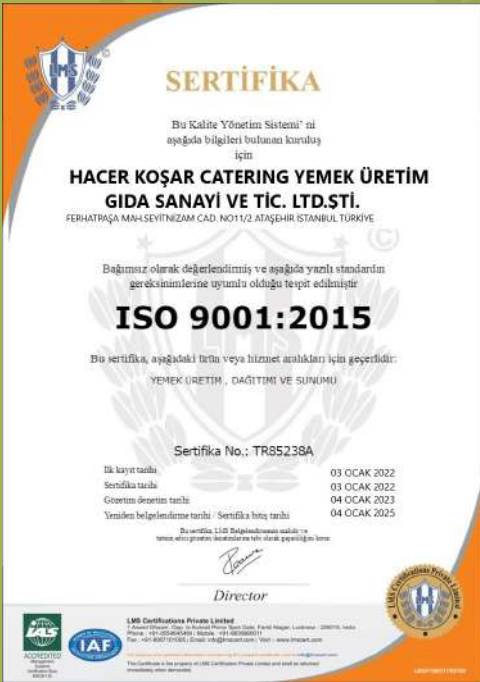 LMS
SERTİFİKA
Bu Kalite Yönetim Sistemi' ni
aşağıda bilgileri bulunan kuruluş
için
HACER KOŞAR CATERING YEMEK ÜRETİM
GIDA SANAYİ VE TİC. LTD.ŞTİ.
FERHATPAŞA MAH.SEYİTNİZAM CAD. NO11/2 ATAŞEHİR İSTANBUL TÜRKİYE
Bağımsız olarak değerlendirmiş ve aşağıda yazılı standardın
gereksinimlerine uyumlu olduğu tespit edilmiştir
ISO 9001:2015
Bu sertifika, aşağıdaki ürün veya hizmet aralıkları için geçerlidir:
YEMEK ÜRETİM , DAĞITIMI VE SUNUMU
Sertifika No.: TR85238A
İlk kayıt tarihi 03 OCAK 2022
Sertifika tarihi 03 OCAK 2022
Gözetim denetim tarihi 04 OCAK 2023
Yeniden belgelendirme tarihi / Sertifika bitiş tarihi 04 OCAK 2025
Director
LMS Certifications Private Limited
IAS
ACCREDITED
IAF
LMS Certifications Private Limited